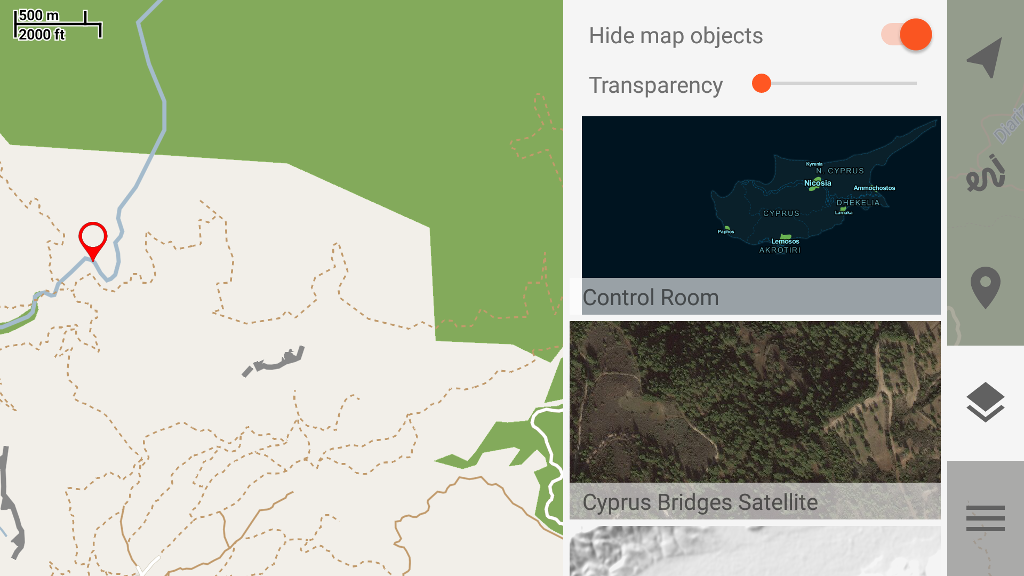 500 m
2000 ft
Hide map objects
Transparency
Kyrenia
N. CYPRUS
Nicosia
Ammochostos
DHEKELIA
Larnaka
CYPRUS
Paphos
Lemosos
AKROTIRI
Control Room
Cyprus Bridges Satellite